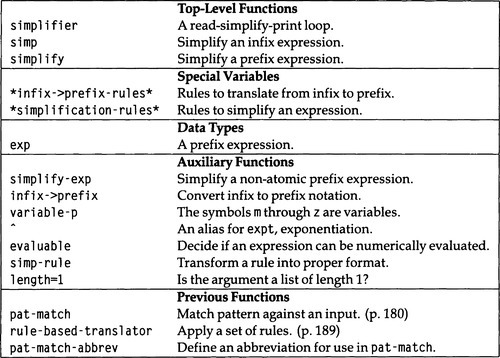 Top-Level Functions
simplifier A read-simplify-print loop.
simp Simplify an infix expression.
simplify Simplify a prefix expression.
Special Variables
*infix->prefix-rules* Rules to translate from infix to prefix.
*simplification-rules* Rules to simplify an expression.
Data Types
exp A prefix expression.
Auxiliary Functions
simplify-exp Simplify a non-atomic prefix expression.
infix->prefix Convert infix to prefix notation.
variable-p The symbols m through z are variables.
^ An alias for expt, exponentiation.
evaluable Decide if an expression can be numerically evaluated.
simp-rule Transform a rule into proper format.
length=1 Is the argument a list of length 1?
Previous Functions
pat-match Match pattern against an input. (p. 180)
rule-based-translator Apply a set of rules. (p. 189)
pat-match-abbrev Define an abbreviation for use in pat-match.